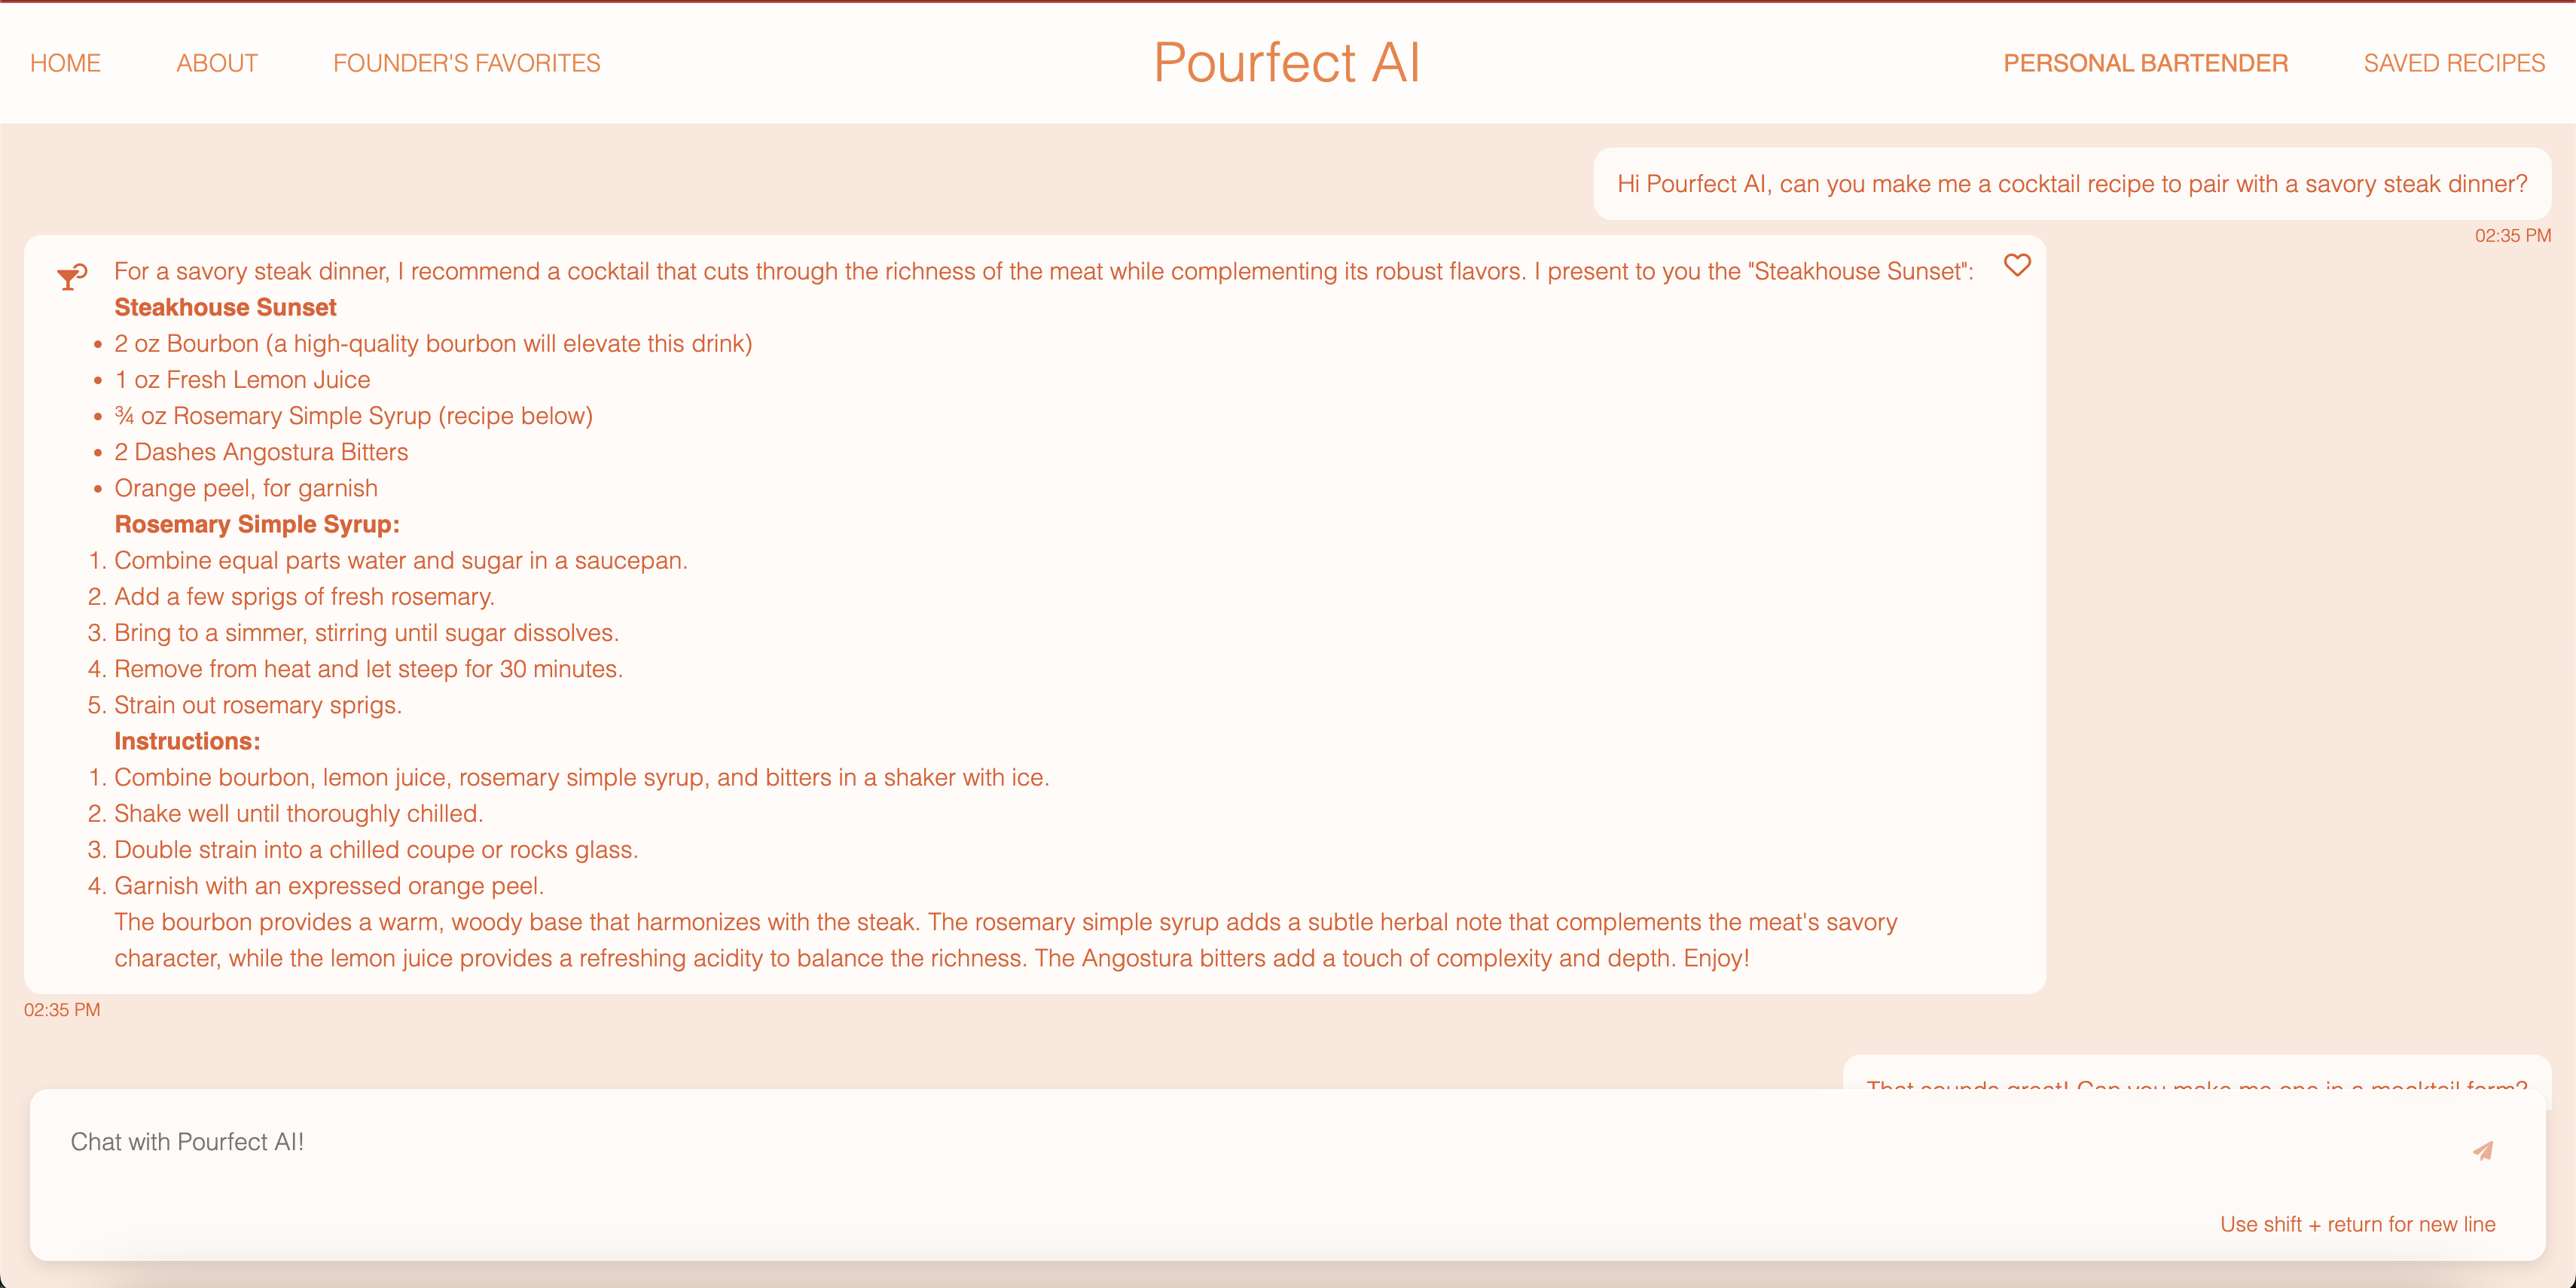 HOME ABOUT FOUNDER'S FAVORITES Pourfect AI PERSONAL BARTENDER SAVED RECIPES
Hi Pourfect AI, can you make me a cocktail recipe to pair with a savory steak dinner?
02:35 PM
For a savory steak dinner, I recommend a cocktail that cuts through the richness of the meat while complementing its robust flavors. I present to you the "Steakhouse Sunset":
Steakhouse Sunset
• 2 oz Bourbon (a high-quality bourbon will elevate this drink)
• 1 oz Fresh Lemon Juice
• ¾ oz Rosemary Simple Syrup (recipe below)
• 2 Dashes Angostura Bitters
• Orange peel, for garnish
Rosemary Simple Syrup:
1. Combine equal parts water and sugar in a saucepan.
2. Add a few sprigs of fresh rosemary.
3. Bring to a simmer, stirring until sugar dissolves.
4. Remove from heat and let steep for 30 minutes.
5. Strain out rosemary sprigs.
Instructions:
1. Combine bourbon, lemon juice, rosemary simple syrup, and bitters in a shaker with ice.
2. Shake well until thoroughly chilled.
3. Double strain into a chilled coupe or rocks glass.
4. Garnish with an expressed orange peel.
The bourbon provides a warm, woody base that harmonizes with the steak. The rosemary simple syrup adds a subtle herbal note that complements the meat's savory
character, while the lemon juice provides a refreshing acidity to balance the richness. The Angostura bitters add a touch of complexity and depth. Enjoy!
02:35 PM
That sounds great! Can you make me one in a mocktail form?
Chat with Pourfect AI!
Use shift + return for new line